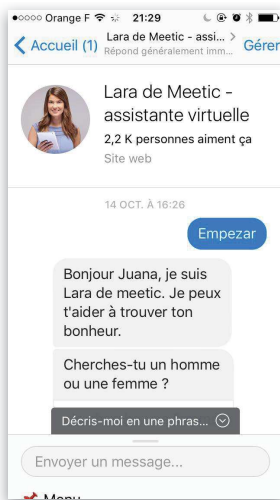 Orange F 21:29
Lara de Meetic - assi... >
Accueil (1)
Répond généralement imm...
Gérer
Lara de Meetic -
assistante virtuelle
2,2 K personnes aiment ça
Site web
14 OCT. À 16:26
Empezar
Bonjour Juana, je suis
Lara de meetic. Je peux
t'aider à trouver ton
bonheur.
Cherches-tu un homme
ou une femme ?
Décris-moi en une phras...
Envoyer un message...
Menu